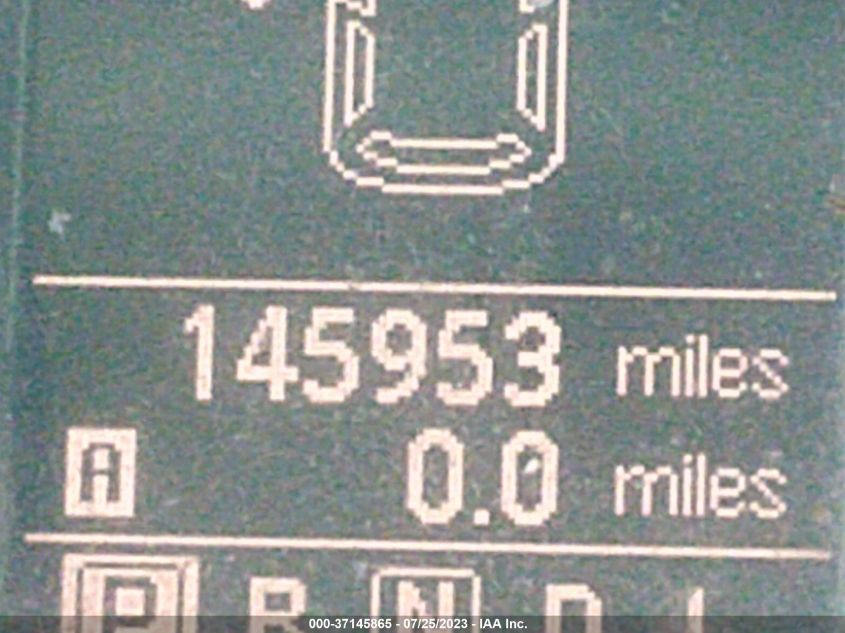 145953 miles
A 0.0 miles
P R N D L
000-37145865 - 07/25/2023 - IAA Inc.